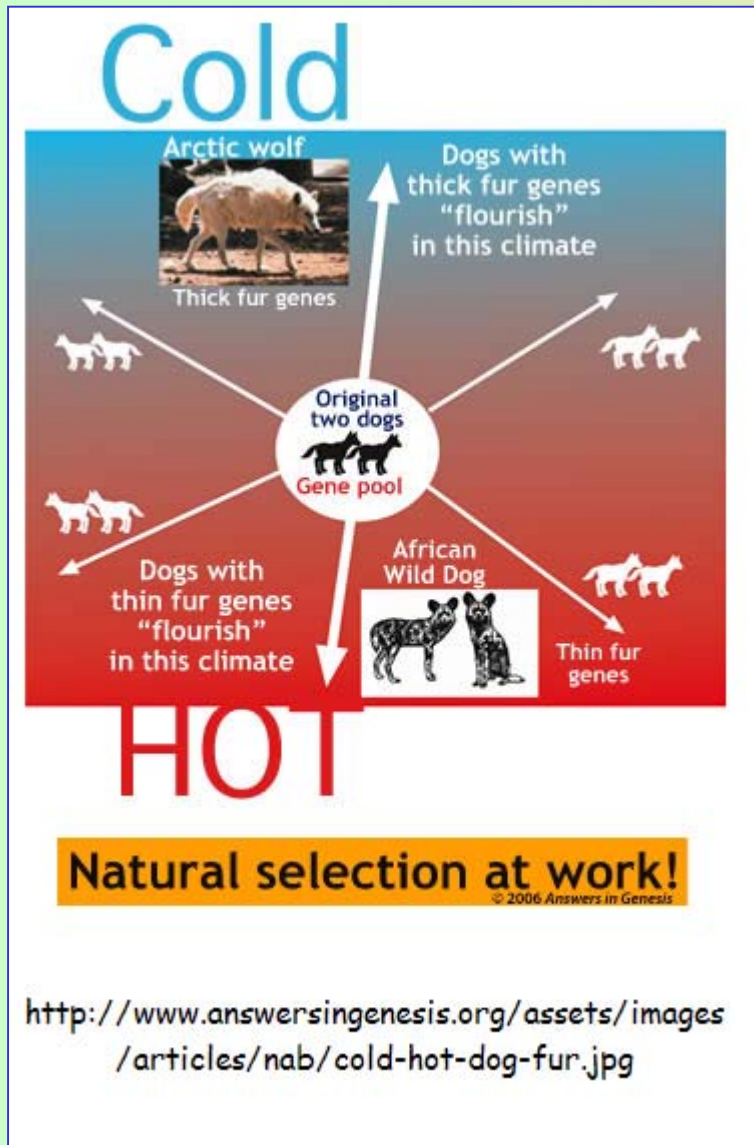 Cold
Arctic wolf
Thick fur genes
Dogs with
thick fur genes
“flourish”
in this climate
Original
two dogs
Gene pool
Dogs with
thin fur genes
“flourish”
in this climate
African
Wild Dog
Thin fur
genes
HOT
Natural selection at work!
© 2006 Answers in Genesis
http://www.answersingenesis.org/assets/images
/articles/nab/cold-hot-dog-fur.jpg